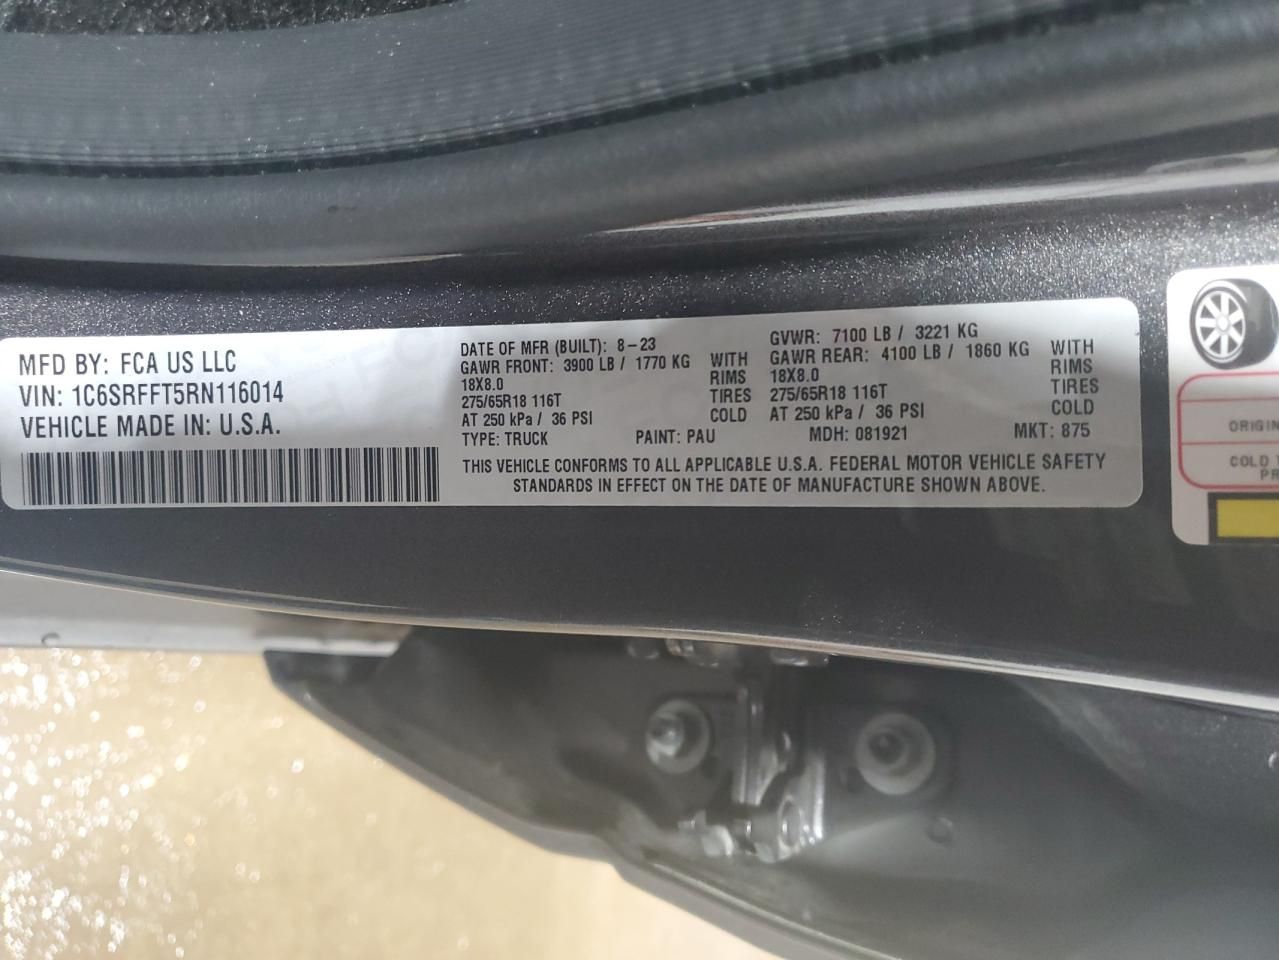 MFD BY: FCA US LLC
VIN: 1C6SRFFT5RN116014
VEHICLE MADE IN: U.S.A.
DATE OF MFR (BUILT): 8-23
GAWR FRONT: 3900 LB / 1770 KG WITH
18X8.0 RIMS
275/65R18 116T TIRES
AT 250 kPa / 36 PSI COLD
GVWR: 7100 LB / 3221 KG
GAWR REAR: 4100 LB / 1860 KG WITH
18X8.0 RIMS
275/65R18 116T TIRES
AT 250 kPa / 36 PSI COLD
TYPE: TRUCK PAINT: PAU MDH: 081921 MKT: 875
THIS VEHICLE CONFORMS TO ALL APPLICABLE U.S.A. FEDERAL MOTOR VEHICLE SAFETY
STANDARDS IN EFFECT ON THE DATE OF MANUFACTURE SHOWN ABOVE.
ORIGIN
COLD T
PR